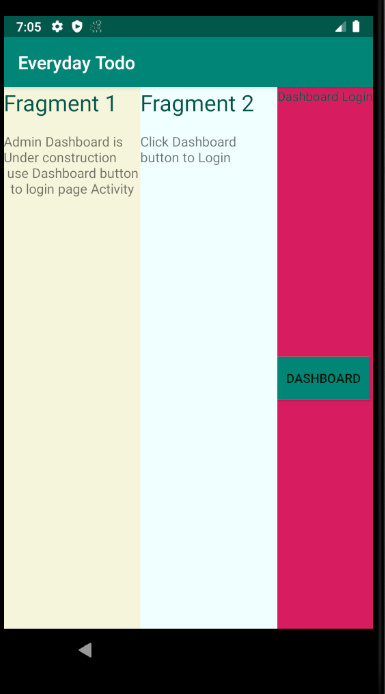 7:05
Everyday Todo
Fragment 1
Admin Dashboard is
Under construction
use Dashboard button
to login page Activity
Fragment 2
Click Dashboard
button to Login
Dashboard Login
DASHBOARD